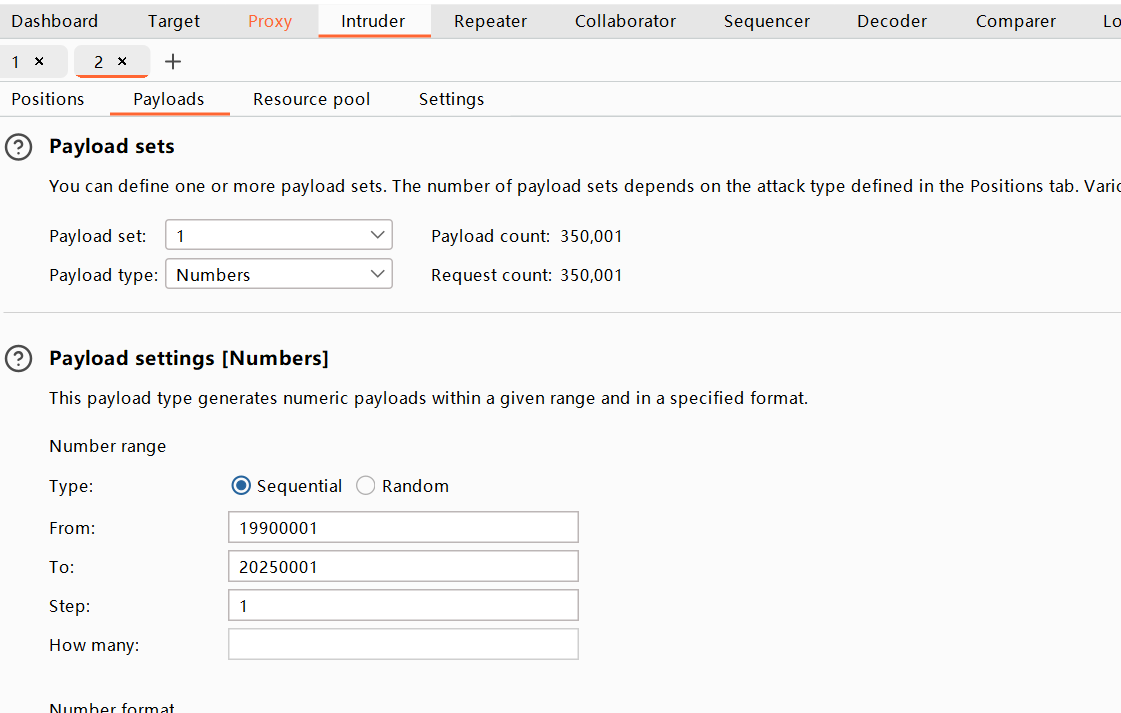 Dashboard Target Proxy Intruder Repeater Collaborator Sequencer Decoder Comparer Lo
1 × 2 × +
Positions Payloads Resource pool Settings
? Payload sets
You can define one or more payload sets. The number of payload sets depends on the attack type defined in the Positions tab. Vario
Payload set: 1 Payload count: 350,001
Payload type: Numbers Request count: 350,001
? Payload settings [Numbers]
This payload type generates numeric payloads within a given range and in a specified format.
Number range
Type: Sequential Random
From: 19900001
To: 20250001
Step: 1
How many:
Number format